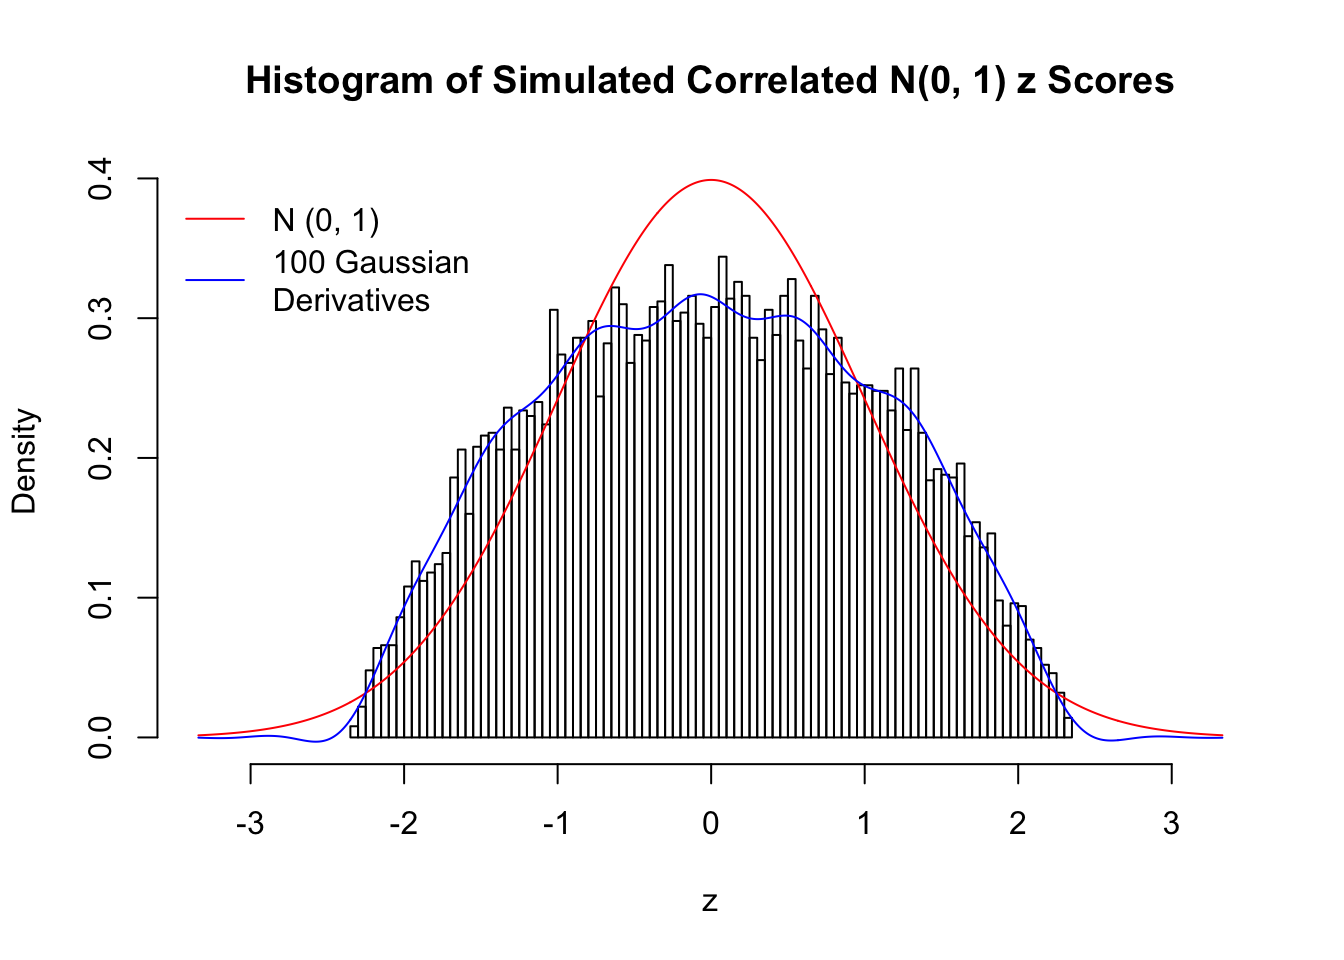 Histogram of Simulated Correlated N(0, 1) z Scores
N (0, 1)
100 Gaussian
Derivatives
Density
0.4
0.3
0.2
0.1
0.0
-3 -2 -1 0 1 2 3
z